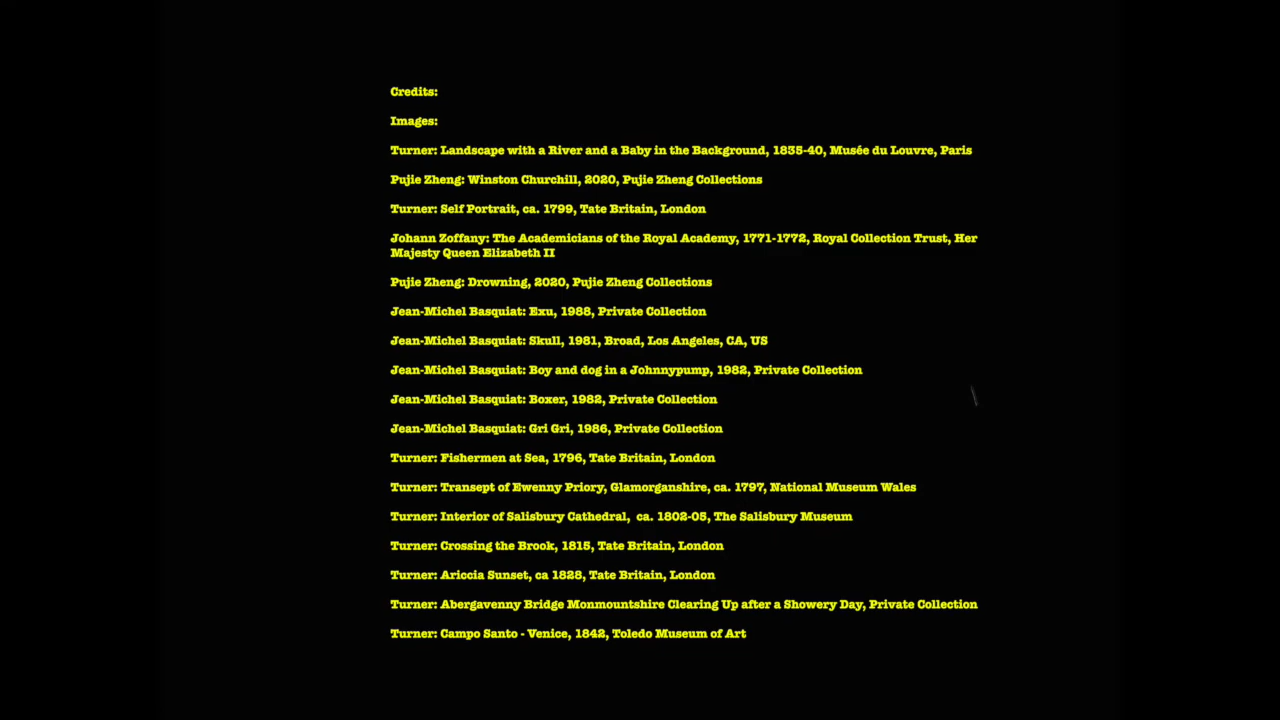 Credits:
Images:
Turner: Landscape with a River and a Baby in the Background, 1835-40, Musée du Louvre, Paris
Pujie Zheng: Winston Churchill, 2020, Pujie Zheng Collections
Turner: Self Portrait, ca. 1799, Tate Britain, London
Johann Zoffany: The Academicians of the Royal Academy, 1771-1772, Royal Collection Trust, Her
Majesty Queen Elizabeth II
Pujie Zheng: Drowning, 2020, Pujie Zheng Collections
Jean-Michel Basquiat: Exu, 1988, Private Collection
Jean-Michel Basquiat: Skull, 1981, Broad, Los Angeles, CA, US
Jean-Michel Basquiat: Boy and dog in a Johnnypump, 1982, Private Collection
Jean-Michel Basquiat: Boxer, 1982, Private Collection
Jean-Michel Basquiat: Gri Gri, 1986, Private Collection
Turner: Fishermen at Sea, 1796, Tate Britain, London
Turner: Transept of Ewenny Priory, Glamorganshire, ca. 1797, National Museum Wales
Turner: Interior of Salisbury Cathedral,  ca. 1802-05, The Salisbury Museum
Turner: Crossing the Brook, 1815, Tate Britain, London
Turner: Ariccia Sunset, ca 1828, Tate Britain, London
Turner: Abergavenny Bridge Monmountshire Clearing Up after a Showery Day, Private Collection
Turner: Campo Santo - Venice, 1842, Toledo Museum of Art